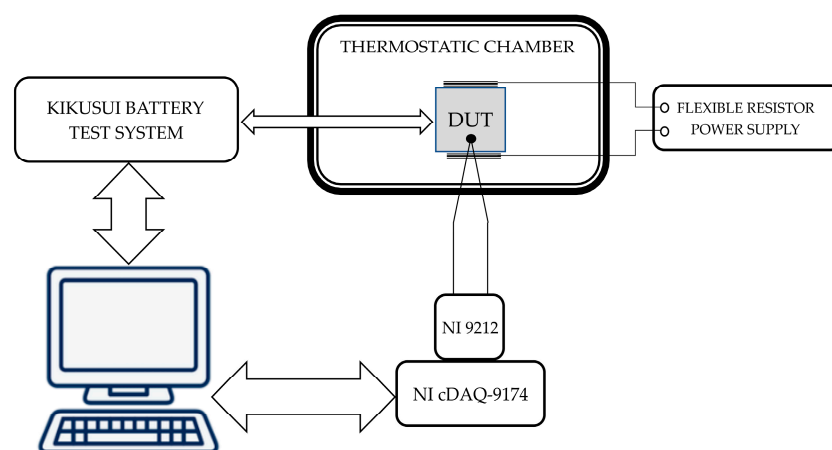 THERMOSTATIC CHAMBER
KIKUSUI BATTERY
TEST SYSTEM
DUT
FLEXIBLE RESISTOR
POWER SUPPLY
NI 9212
NI cDAQ-9174